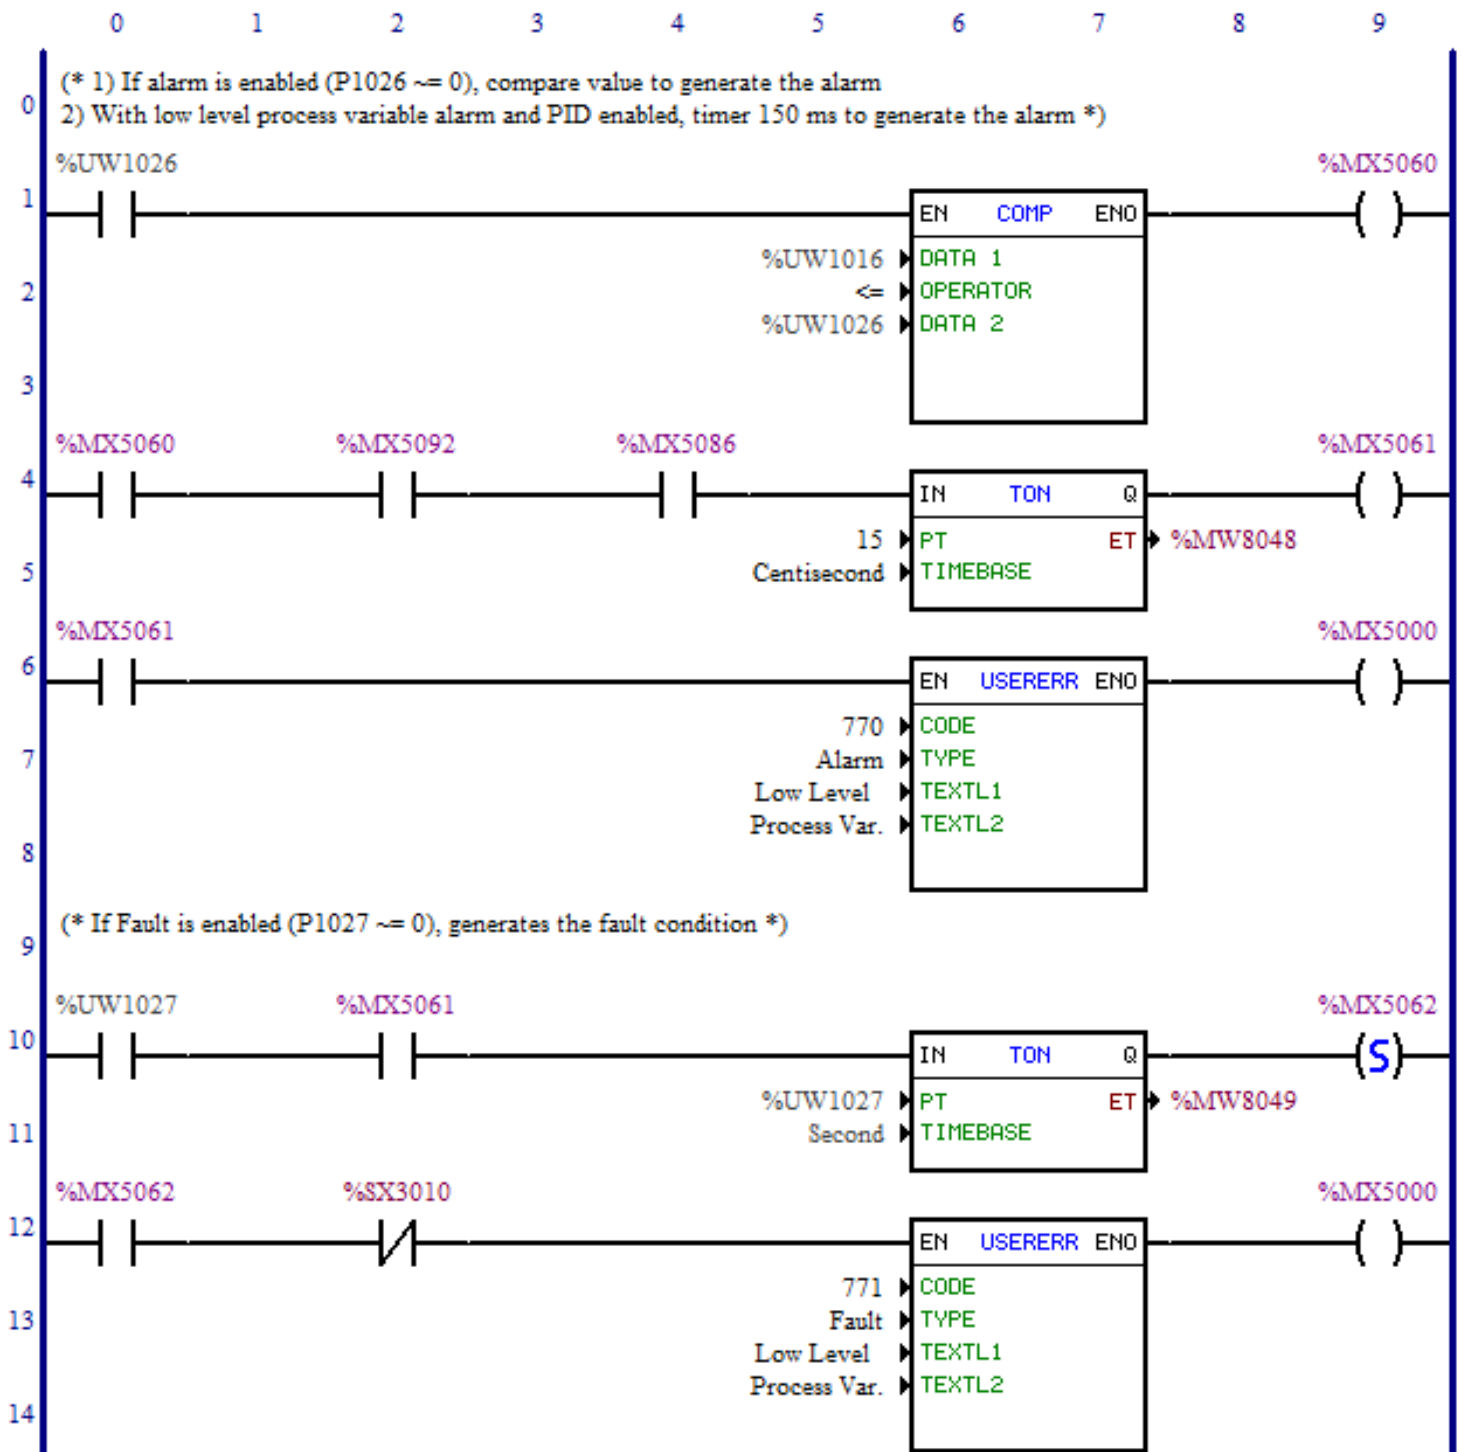 0 1 2 3 4 5 6 7 8 9
0
(* 1) If alarm is enabled (P1026 ~= 0), compare value to generate the alarm
2) With low level process variable alarm and PID enabled, timer 150 ms to generate the alarm *)
%UW1026 %MX5060
1
EN COMP ENO
%UW1016 DATA 1
2 <= OPERATOR
%UW1026 DATA 2
3
%MX5060 %MX5092 %MX5086 %MX5061
4
IN TON Q
15 PT ET %MW8048
5 Centisecond TIMEBASE
%MX5061 %MX5000
6
EN USERERR ENO
770 CODE
7 Alarm TYPE
Low Level TEXTL1
Process Var. TEXTL2
8
(* If Fault is enabled (P1027 ~= 0), generates the fault condition *)
9
%UW1027 %MX5061 %MX5062
10
IN TON Q S
%UW1027 PT ET %MW8049
11 Second TIMEBASE
%MX5062 %SX3010 %MX5000
12
EN USERERR ENO
771 CODE
13 Fault TYPE
Low Level TEXTL1
Process Var. TEXTL2
14